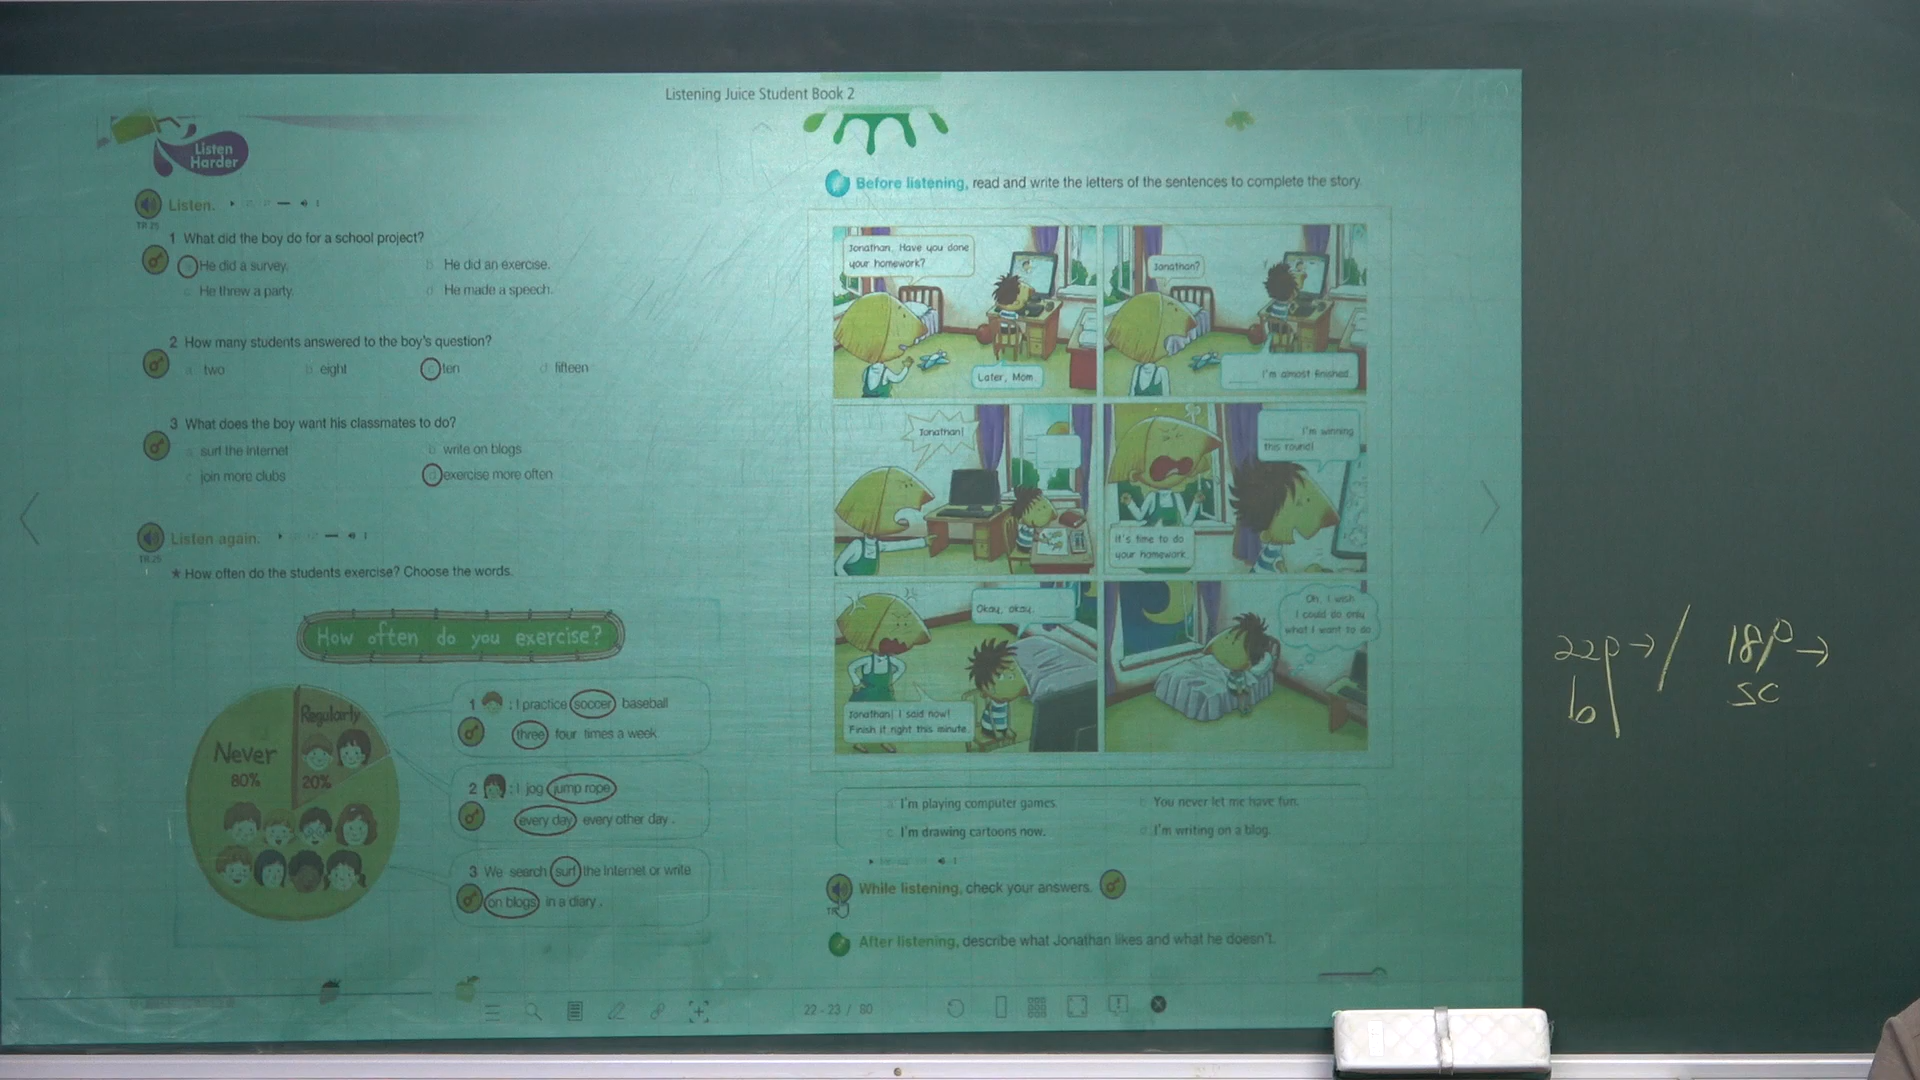 Listening Juice Student Book 2
Listen
Harder
Listen.
TR 25
1 What did the boy do for a school project?
a He did a survey.
b He did an exercise.
c He threw a party.
d He made a speech.
2 How many students answered to the boy's question?
a two
b eight
c ten
d fifteen
3 What does the boy want his classmates to do?
a surf the Internet
b write on blogs
c join more clubs
d exercise more often
Listen again.
TR 25
★ How often do the students exercise? Choose the words.
How often do you exercise?
Never
80%
Regularly
20%
1 : I practice soccer baseball
three four times a week
2 : I jog jump rope
every day every other day .
3 We search surf the Internet or write
on blogs in a diary .
Before listening, read and write the letters of the sentences to complete the story.
Jonathan, Have you done
your homework?
Later, Mom.
Jonathan?
I'm almost finished.
Jonathan!
I'm winning
this round!
It's time to do
your homework.
Okay, okay.
Jonathan! I said now!
Finish it right this minute.
Oh, I wish
I could do only
what I want to do.
a I'm playing computer games.
b You never let me have fun.
c I'm drawing cartoons now.
d I'm writing on a blog.
While listening, check your answers.
After listening, describe what Jonathan likes and what he doesn't.
22 - 23 / 80
22p → / 18p →